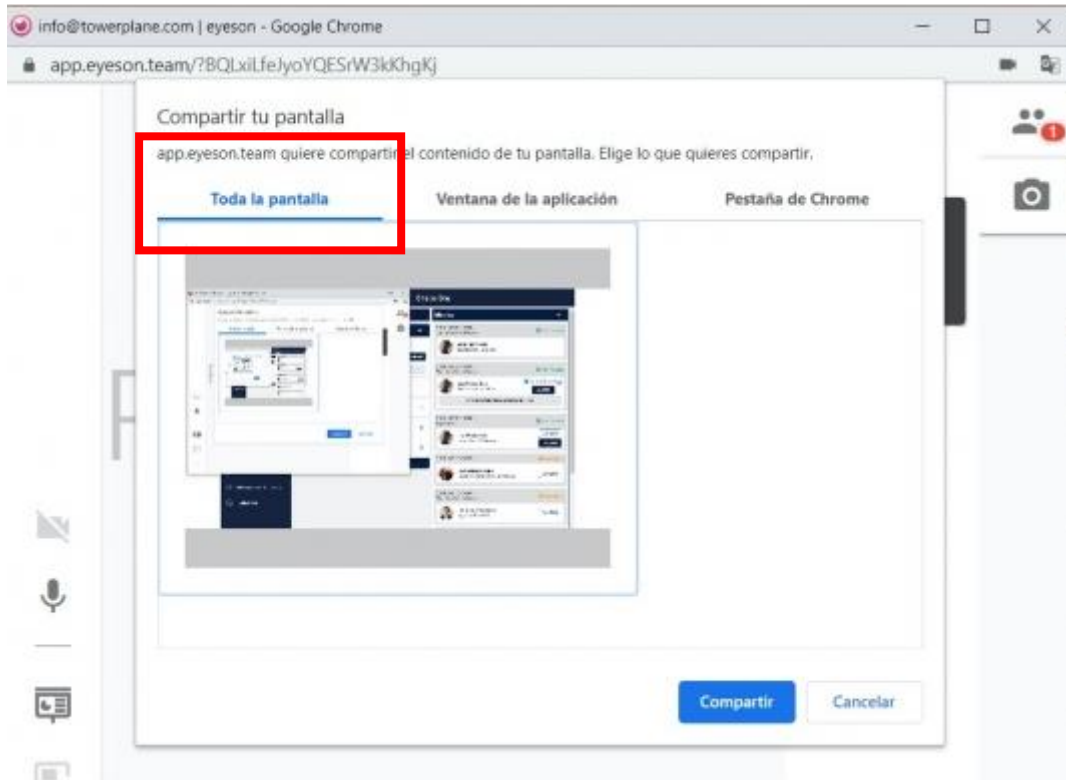 info@towerplane.com | eyeson - Google Chrome
app.eyeson.team/?BQLxiLfeJyoYQESrW3kKhgKj
Compartir tu pantalla
1
app.eyeson.team quiere compartir el contenido de tu pantalla. Elige lo que quieres compartir.
Toda la pantalla Ventana de la aplicación Pestaña de Chrome
Compartir Cancelar